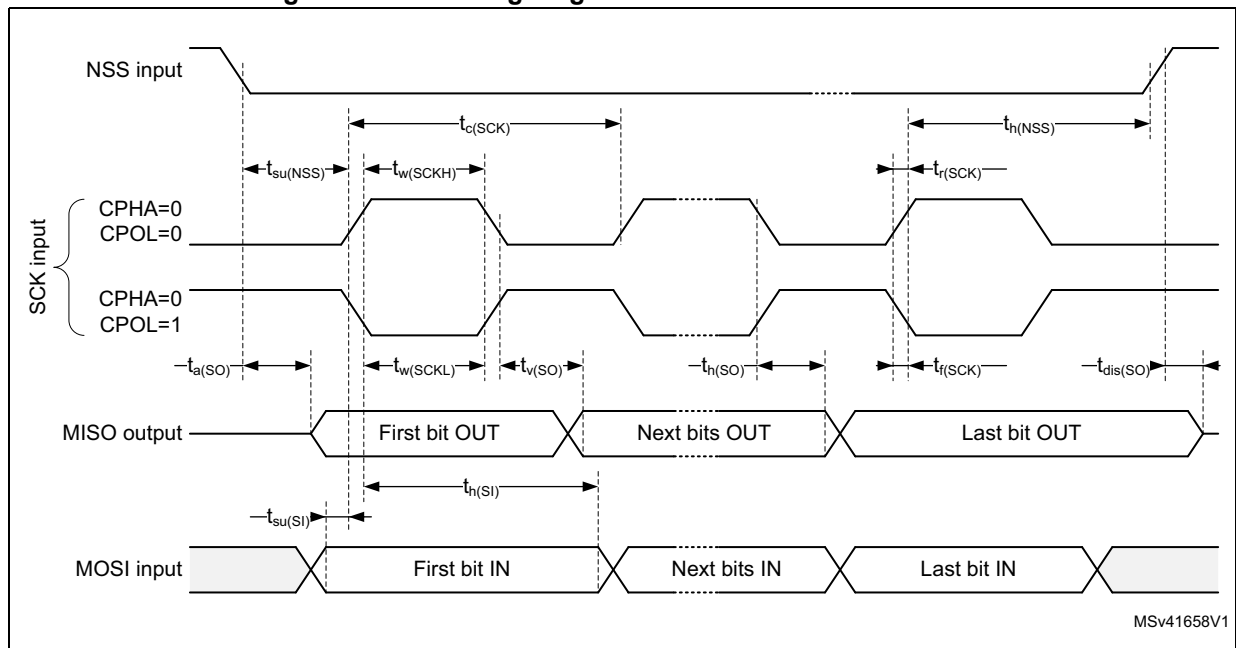 NSS input
tc(SCK)
th(NSS)
tsu(NSS)
tw(SCKH)
tr(SCK)
SCK input
CPHA=0
CPOL=0
CPHA=0
CPOL=1
ta(SO)
tw(SCKL)
tv(SO)
th(SO)
tf(SCK)
tdis(SO)
MISO output
First bit OUT
Next bits OUT
Last bit OUT
th(SI)
tsu(SI)
MOSI input
First bit IN
Next bits IN
Last bit IN
MSv41658V1